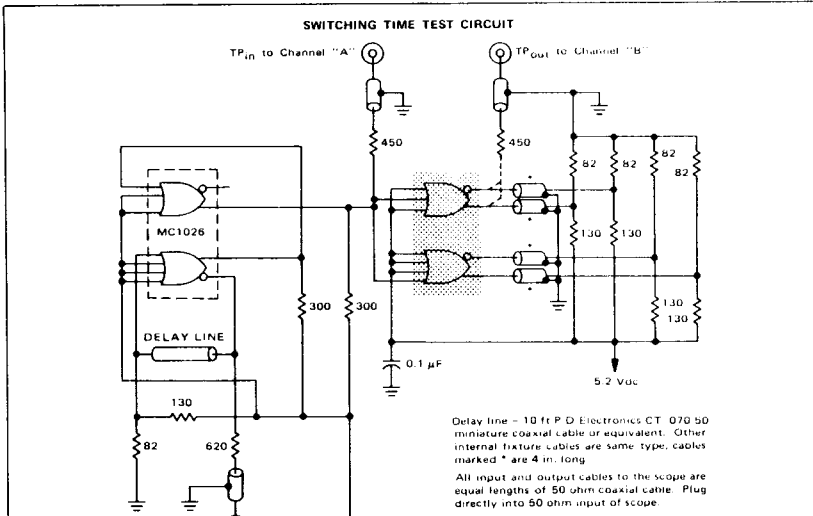 SWITCHING TIME TEST CIRCUIT
TPin to Channel "A"
TPout to Channel "B"
450
450
82
82
82
82
MC1026
130
130
300
300
130
130
DELAY LINE
0.1 µF
5.2 Vdc
130
82
620
Delay line – 10 ft P D Electronics CT 070 50
miniature coaxial cable or equivalent. Other
internal fixture cables are same type, cables
marked * are 4 in. long
All input and output cables to the scope are
equal lengths of 50 ohm coaxial cable. Plug
directly into 50 ohm input of scope.